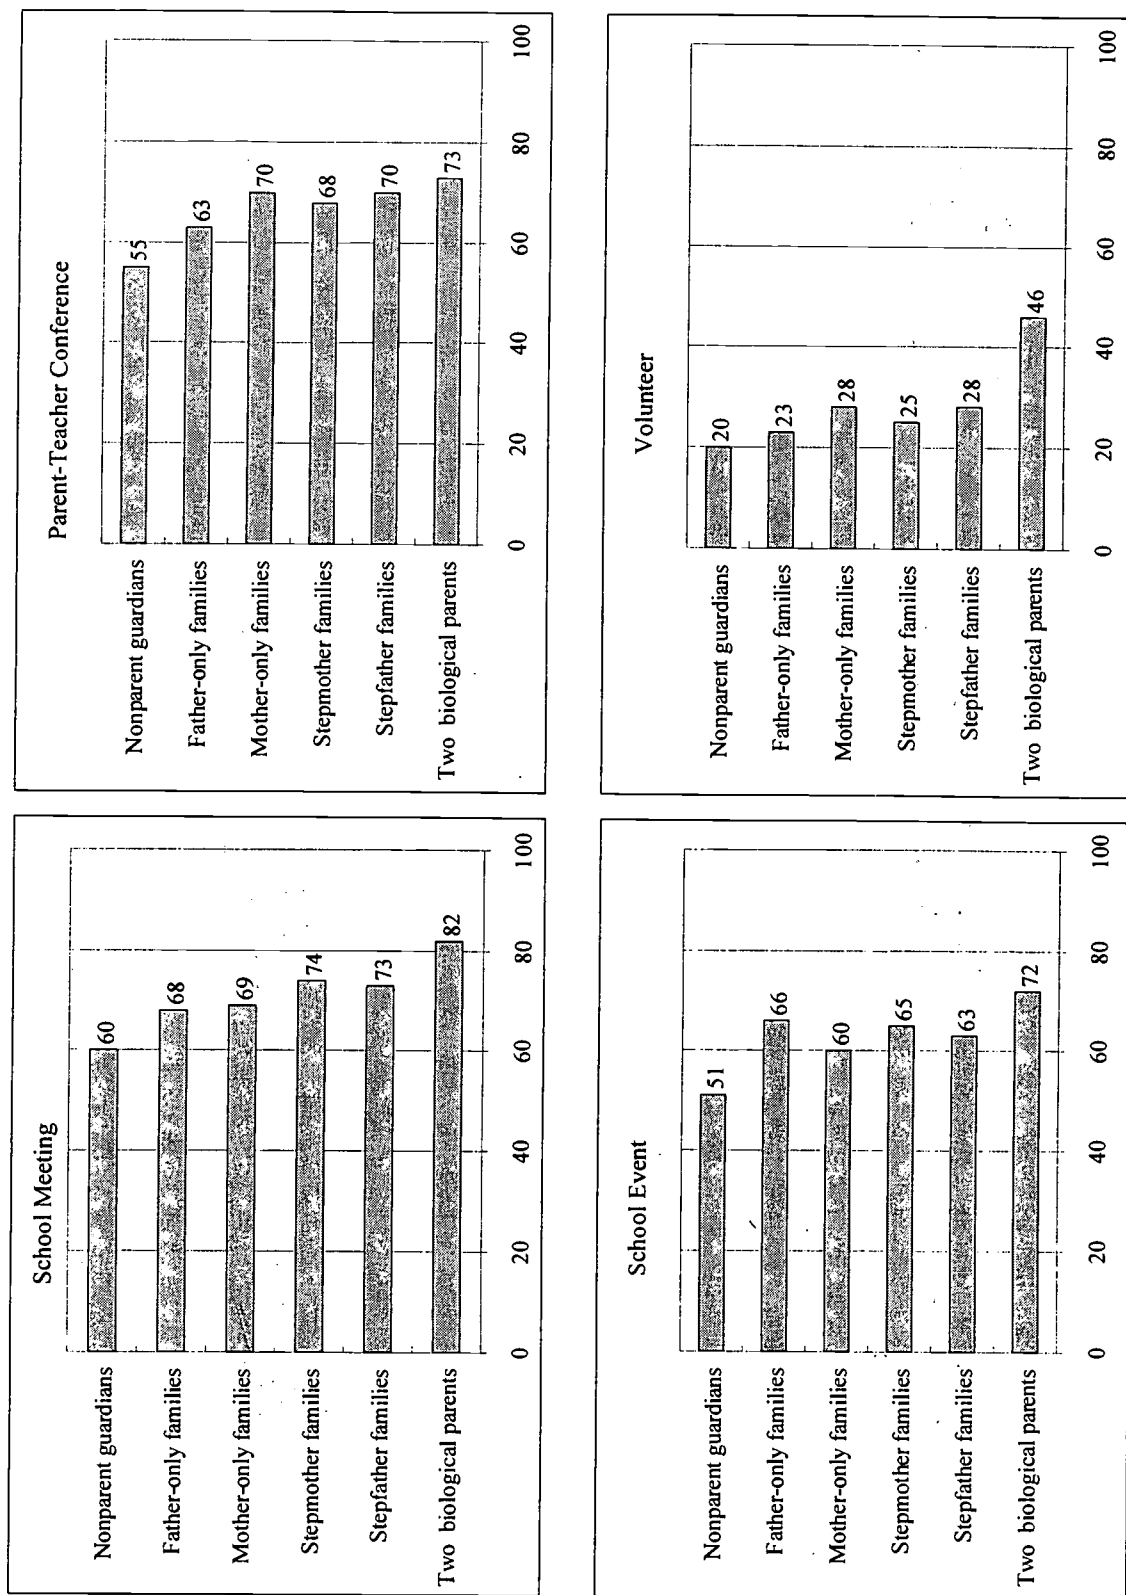 School Meeting
Nonparent guardians 60
Father-only families 68
Mother-only families 69
Stepmother families 74
Stepfather families 73
Two biological parents 82
0 20 40 60 80 100
Parent-Teacher Conference
Nonparent guardians 55
Father-only families 63
Mother-only families 70
Stepmother families 68
Stepfather families 70
Two biological parents 73
0 20 40 60 80 100
School Event
Nonparent guardians 51
Father-only families 66
Mother-only families 60
Stepmother families 65
Stepfather families 63
Two biological parents 72
0 20 40 60 80 100
Volunteer
Nonparent guardians 20
Father-only families 23
Mother-only families 28
Stepmother families 25
Stepfather families 28
Two biological parents 46
0 20 40 60 80 100